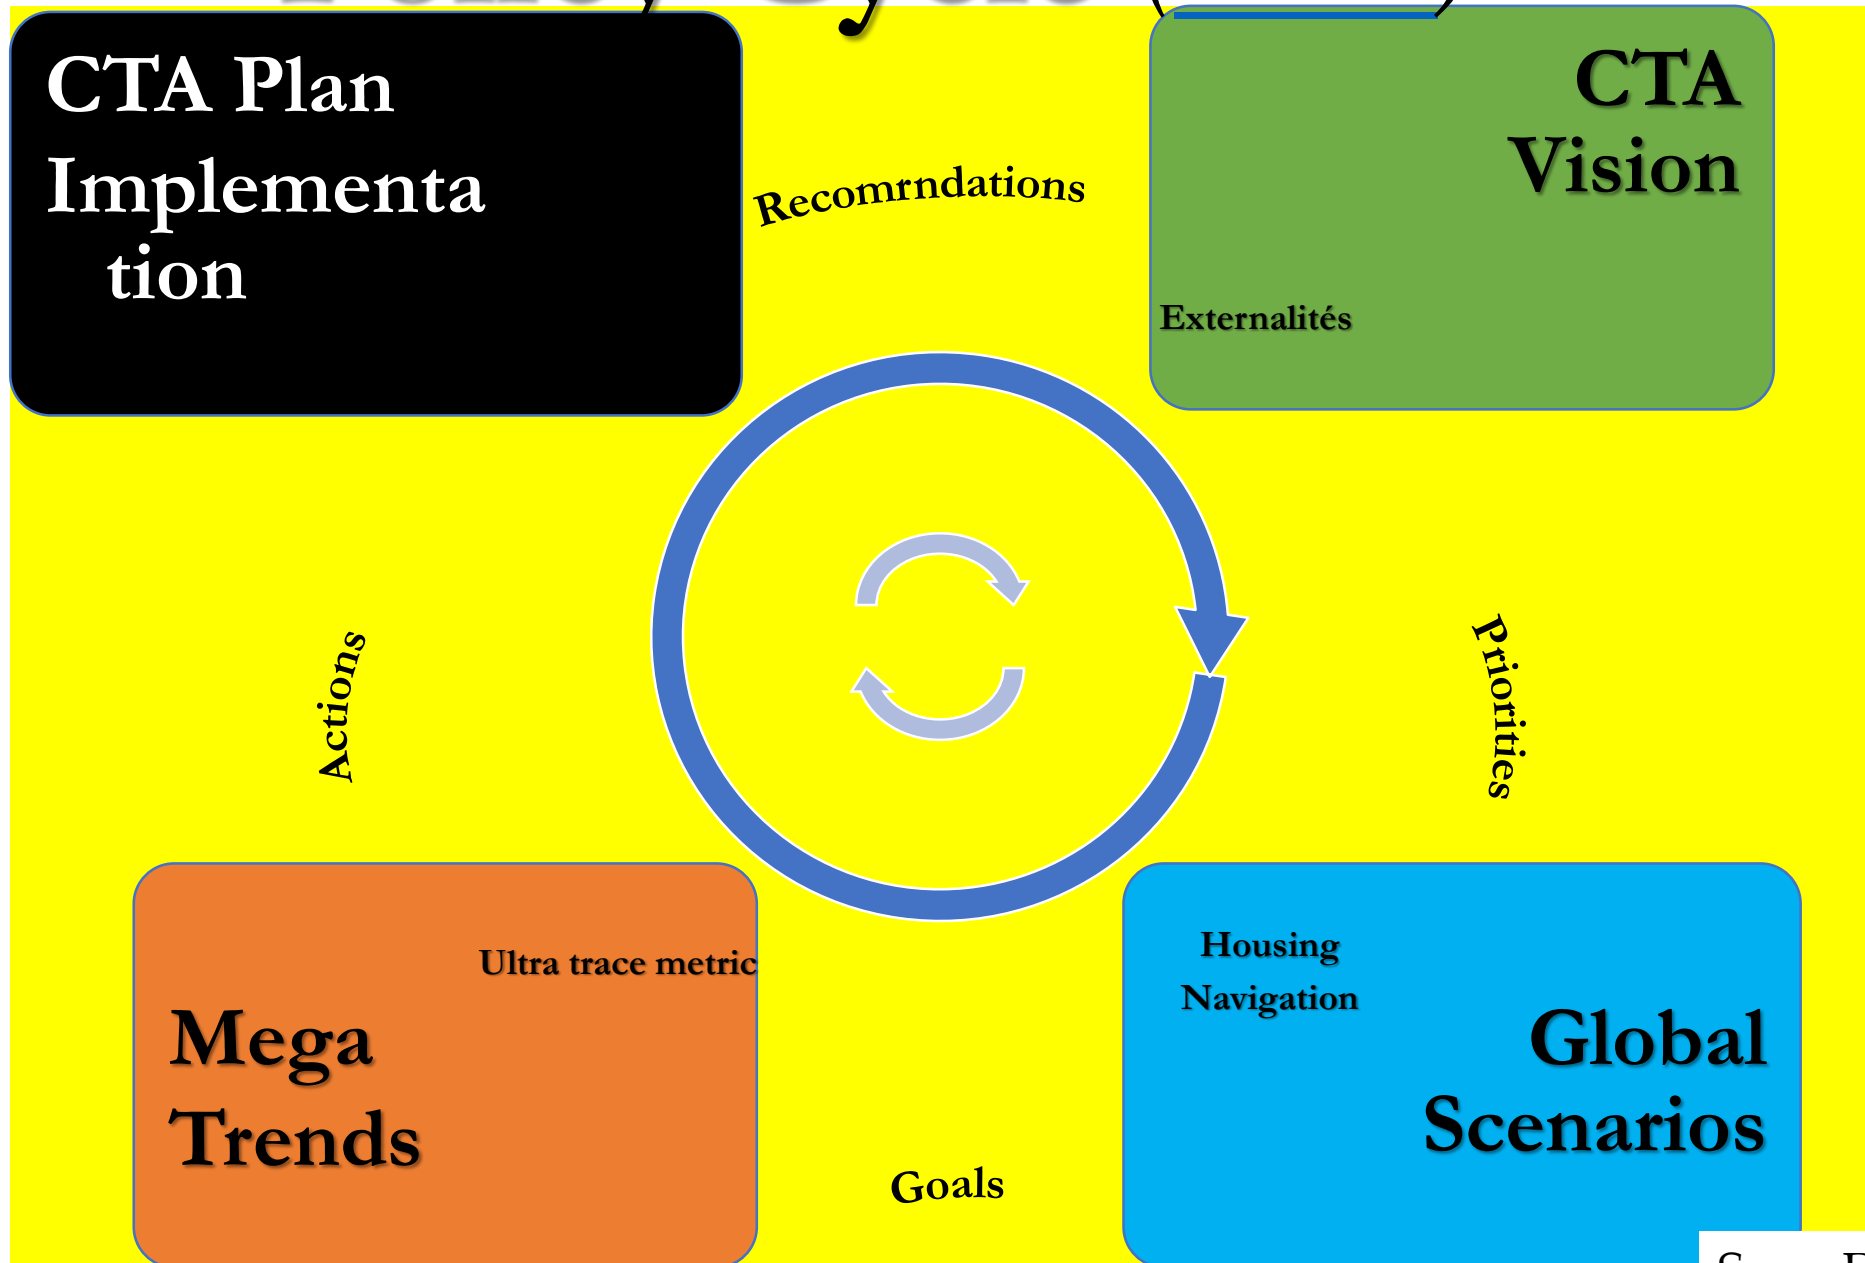 CTA Plan
Implementa
tion
Recomrndations
CTA
Vision
Externalités
Actions
Priorities
Ultra trace metric
Mega
Trends
Housing
Navigation
Global
Scenarios
Goals